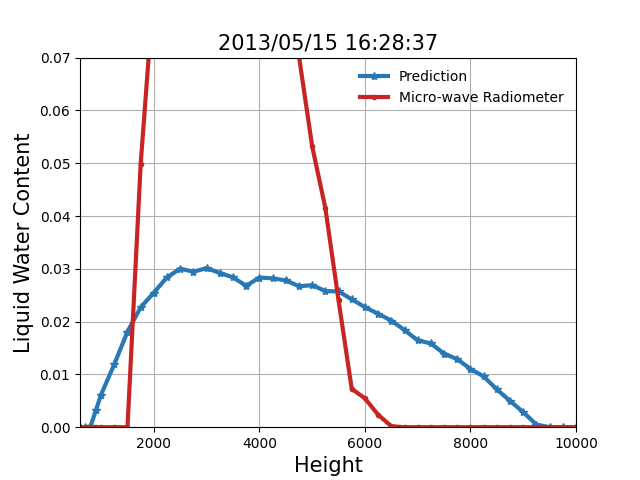 2013/05/15 16:28:37
Prediction
Micro-wave Radiometer
Liquid Water Content
0.07
0.06
0.05
0.04
0.03
0.02
0.01
0.00
2000 4000 6000 8000 10000
Height